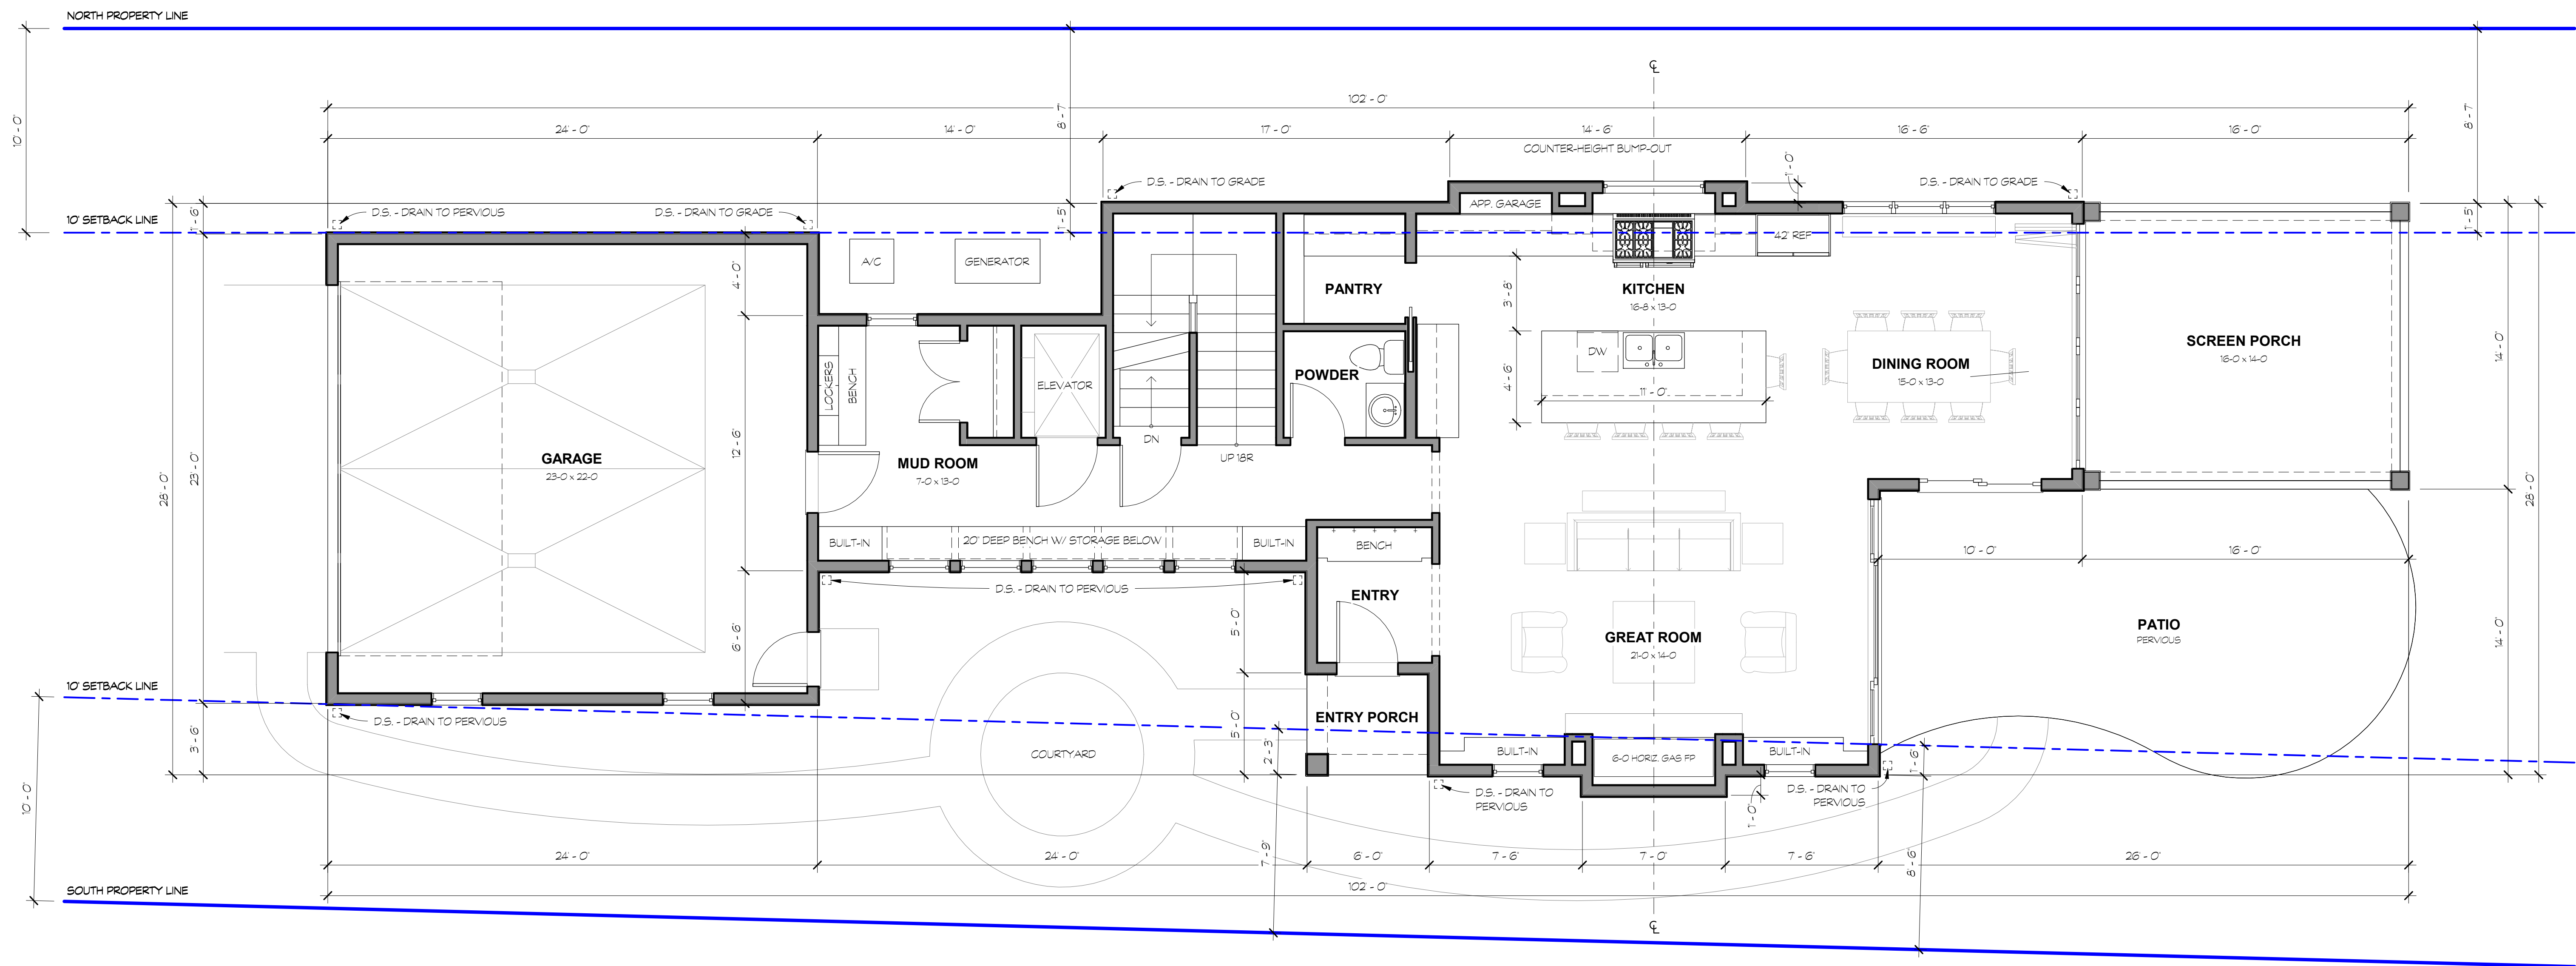 NORTH PROPERTY LINE
℄
102' - 0"
24' - 0"
14' - 0"
17' - 0"
14' - 6"
16' - 6"
16' - 0"
COUNTER-HEIGHT BUMP-OUT
10' - 0"
8' - 7"
8' - 7"
1' - 0"
D.S. - DRAIN TO GRADE
D.S. - DRAIN TO GRADE
10' SETBACK LINE
D.S. - DRAIN TO PERVIOUS
D.S. - DRAIN TO GRADE
1' - 6"
1' - 5"
1' - 5"
APP. GARAGE
42" REF
A/C
GENERATOR
4' - 0"
PANTRY
KITCHEN
16-8 x 13-0
3' - 8"
SCREEN PORCH
16-0 x 14-0
14' - 0"
DW
DINING ROOM
15-0 x 13-0
POWDER
ELEVATOR
LOCKERS
BENCH
4' - 6"
11' - 0"
DN
UP 18R
GARAGE
23-0 x 22-0
12' - 6"
MUD ROOM
7-0 x 13-0
28' - 0"
23' - 0"
28' - 0"
BUILT-IN
20" DEEP BENCH W/ STORAGE BELOW
BUILT-IN
BENCH
10' - 0"
16' - 0"
D.S. - DRAIN TO PERVIOUS
ENTRY
5' - 0"
6' - 6"
GREAT ROOM
21-0 x 14-0
PATIO
PERVIOUS
14' - 0"
10' SETBACK LINE
D.S. - DRAIN TO PERVIOUS
3' - 6"
ENTRY PORCH
5' - 0"
2' - 3"
COURTYARD
BUILT-IN
6-0 HORIZ. GAS FP
BUILT-IN
1' - 6"
D.S. - DRAIN TO
PERVIOUS
D.S. - DRAIN TO
PERVIOUS
1' - 0"
10' - 0"
24' - 0"
24' - 0"
7' - 9"
6' - 0"
7' - 6"
7' - 0"
7' - 6"
8' - 6"
26' - 0"
SOUTH PROPERTY LINE
102' - 0"
℄